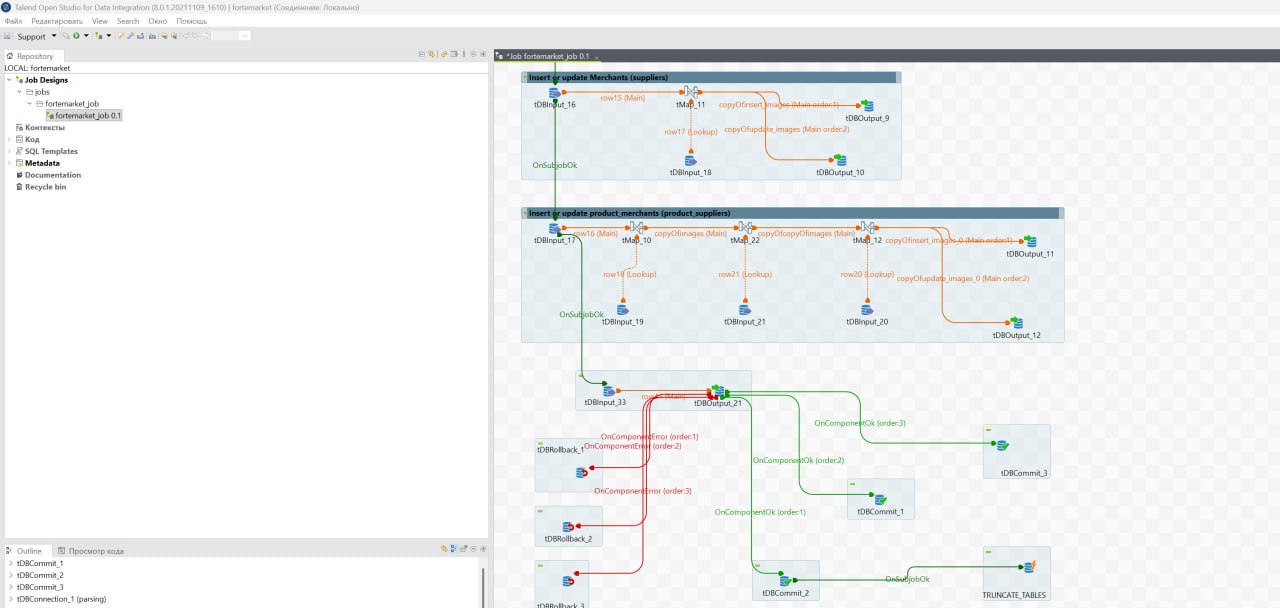 Talend Open Studio for Data Integration (8.0.1.20211109_1610) | fortemarket (Соединение: Локально)
Файл Редактировать View Search Окно Помощь
Support
Repository
LOCAL: fortemarket
Job Designs
jobs
fortemarket_job
fortemarket_job 0.1
Контексты
Код
SQL Templates
Metadata
Documentation
Recycle bin
Outline Просмотр кода
tDBCommit_1
tDBCommit_2
tDBCommit_3
tDBConnection_1 (parsing)
*Job fortemarket_job 0.1
Insert or update Merchants (suppliers)
tDBInput_16
row15 (Main)
tMap_11
copyOfinsert_images (Main order:1)
tDBOutput_9
row17 (Lookup)
copyOfupdate_images (Main order:2)
tDBInput_18
tDBOutput_10
OnSubjobOk
Insert or update product_merchants (product_suppliers)
tDBInput_17
row16 (Main)
tMap_10
copyOfimages (Main)
tMap_22
copyOfcopyOfimages (Main)
tMap_12
copyOfinsert_images_0 (Main order:1)
tDBOutput_11
row18 (Lookup)
row21 (Lookup)
row20 (Lookup)
copyOfupdate_images_0 (Main order:2)
OnSubjobOk
tDBInput_19
tDBInput_21
tDBInput_20
tDBOutput_12
tDBInput_33
tDBOutput_21
OnComponentOk (order:3)
OnComponentError (order:1)
OnComponentError (order:2)
tDBRollback_1
OnComponentOk (order:2)
tDBCommit_3
OnComponentError (order:3)
OnComponentOk (order:1)
tDBCommit_1
tDBRollback_2
OnSubjobOk
tDBCommit_2
TRUNCATE_TABLES
tDBRollback_3